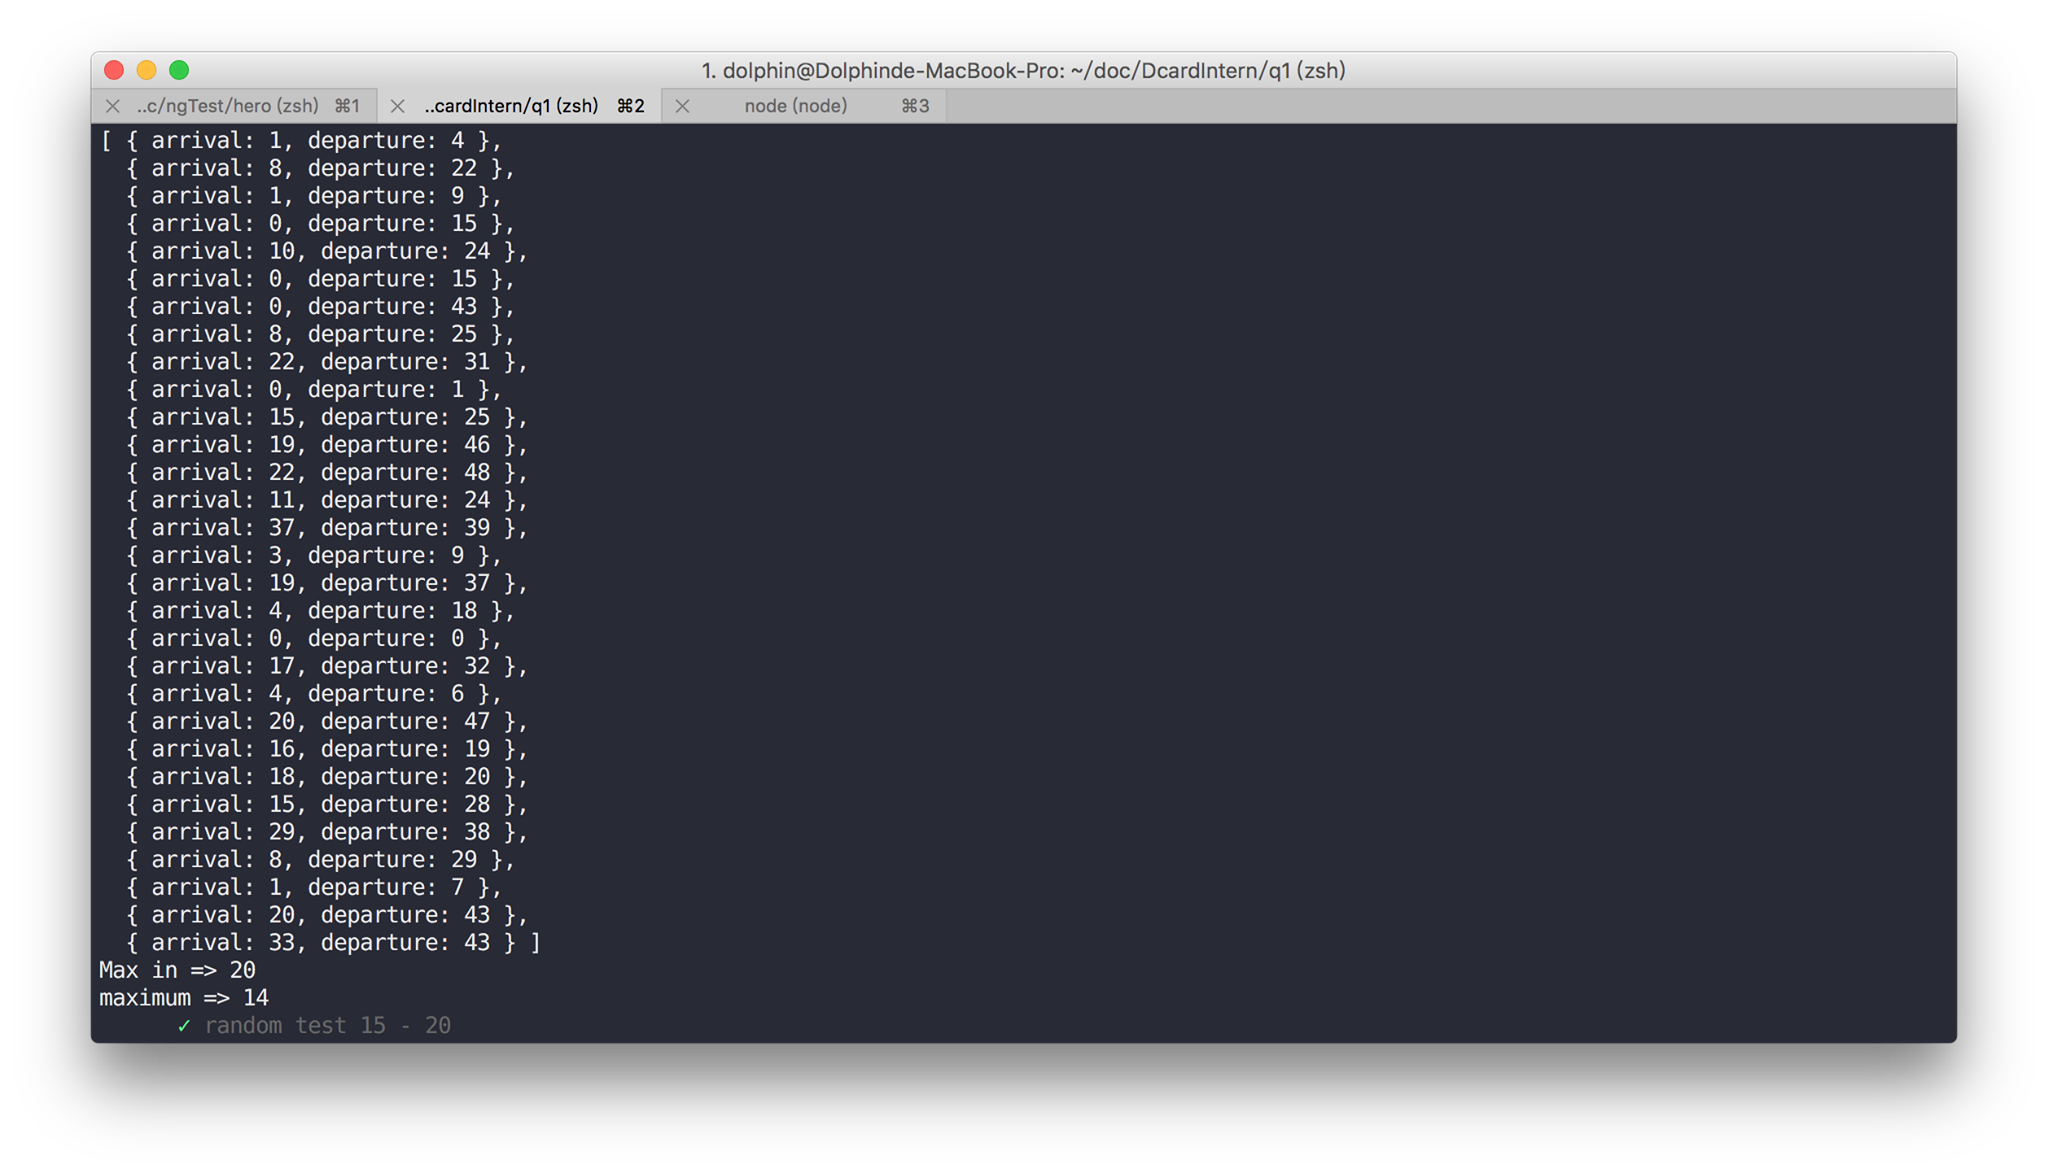 1. dolphin@Dolphinde-MacBook-Pro: ~/doc/DcardIntern/q1 (zsh)
..c/ngTest/hero (zsh) ⌘1 ..cardIntern/q1 (zsh) ⌘2 node (node) ⌘3
[ { arrival: 1, departure: 4 },
{ arrival: 8, departure: 22 },
{ arrival: 1, departure: 9 },
{ arrival: 0, departure: 15 },
{ arrival: 10, departure: 24 },
{ arrival: 0, departure: 15 },
{ arrival: 0, departure: 43 },
{ arrival: 8, departure: 25 },
{ arrival: 22, departure: 31 },
{ arrival: 0, departure: 1 },
{ arrival: 15, departure: 25 },
{ arrival: 19, departure: 46 },
{ arrival: 22, departure: 48 },
{ arrival: 11, departure: 24 },
{ arrival: 37, departure: 39 },
{ arrival: 3, departure: 9 },
{ arrival: 19, departure: 37 },
{ arrival: 4, departure: 18 },
{ arrival: 0, departure: 0 },
{ arrival: 17, departure: 32 },
{ arrival: 4, departure: 6 },
{ arrival: 20, departure: 47 },
{ arrival: 16, departure: 19 },
{ arrival: 18, departure: 20 },
{ arrival: 15, departure: 28 },
{ arrival: 29, departure: 38 },
{ arrival: 8, departure: 29 },
{ arrival: 1, departure: 7 },
{ arrival: 20, departure: 43 },
{ arrival: 33, departure: 43 } ]
Max in => 20
maximum => 14
✓ random test 15 - 20